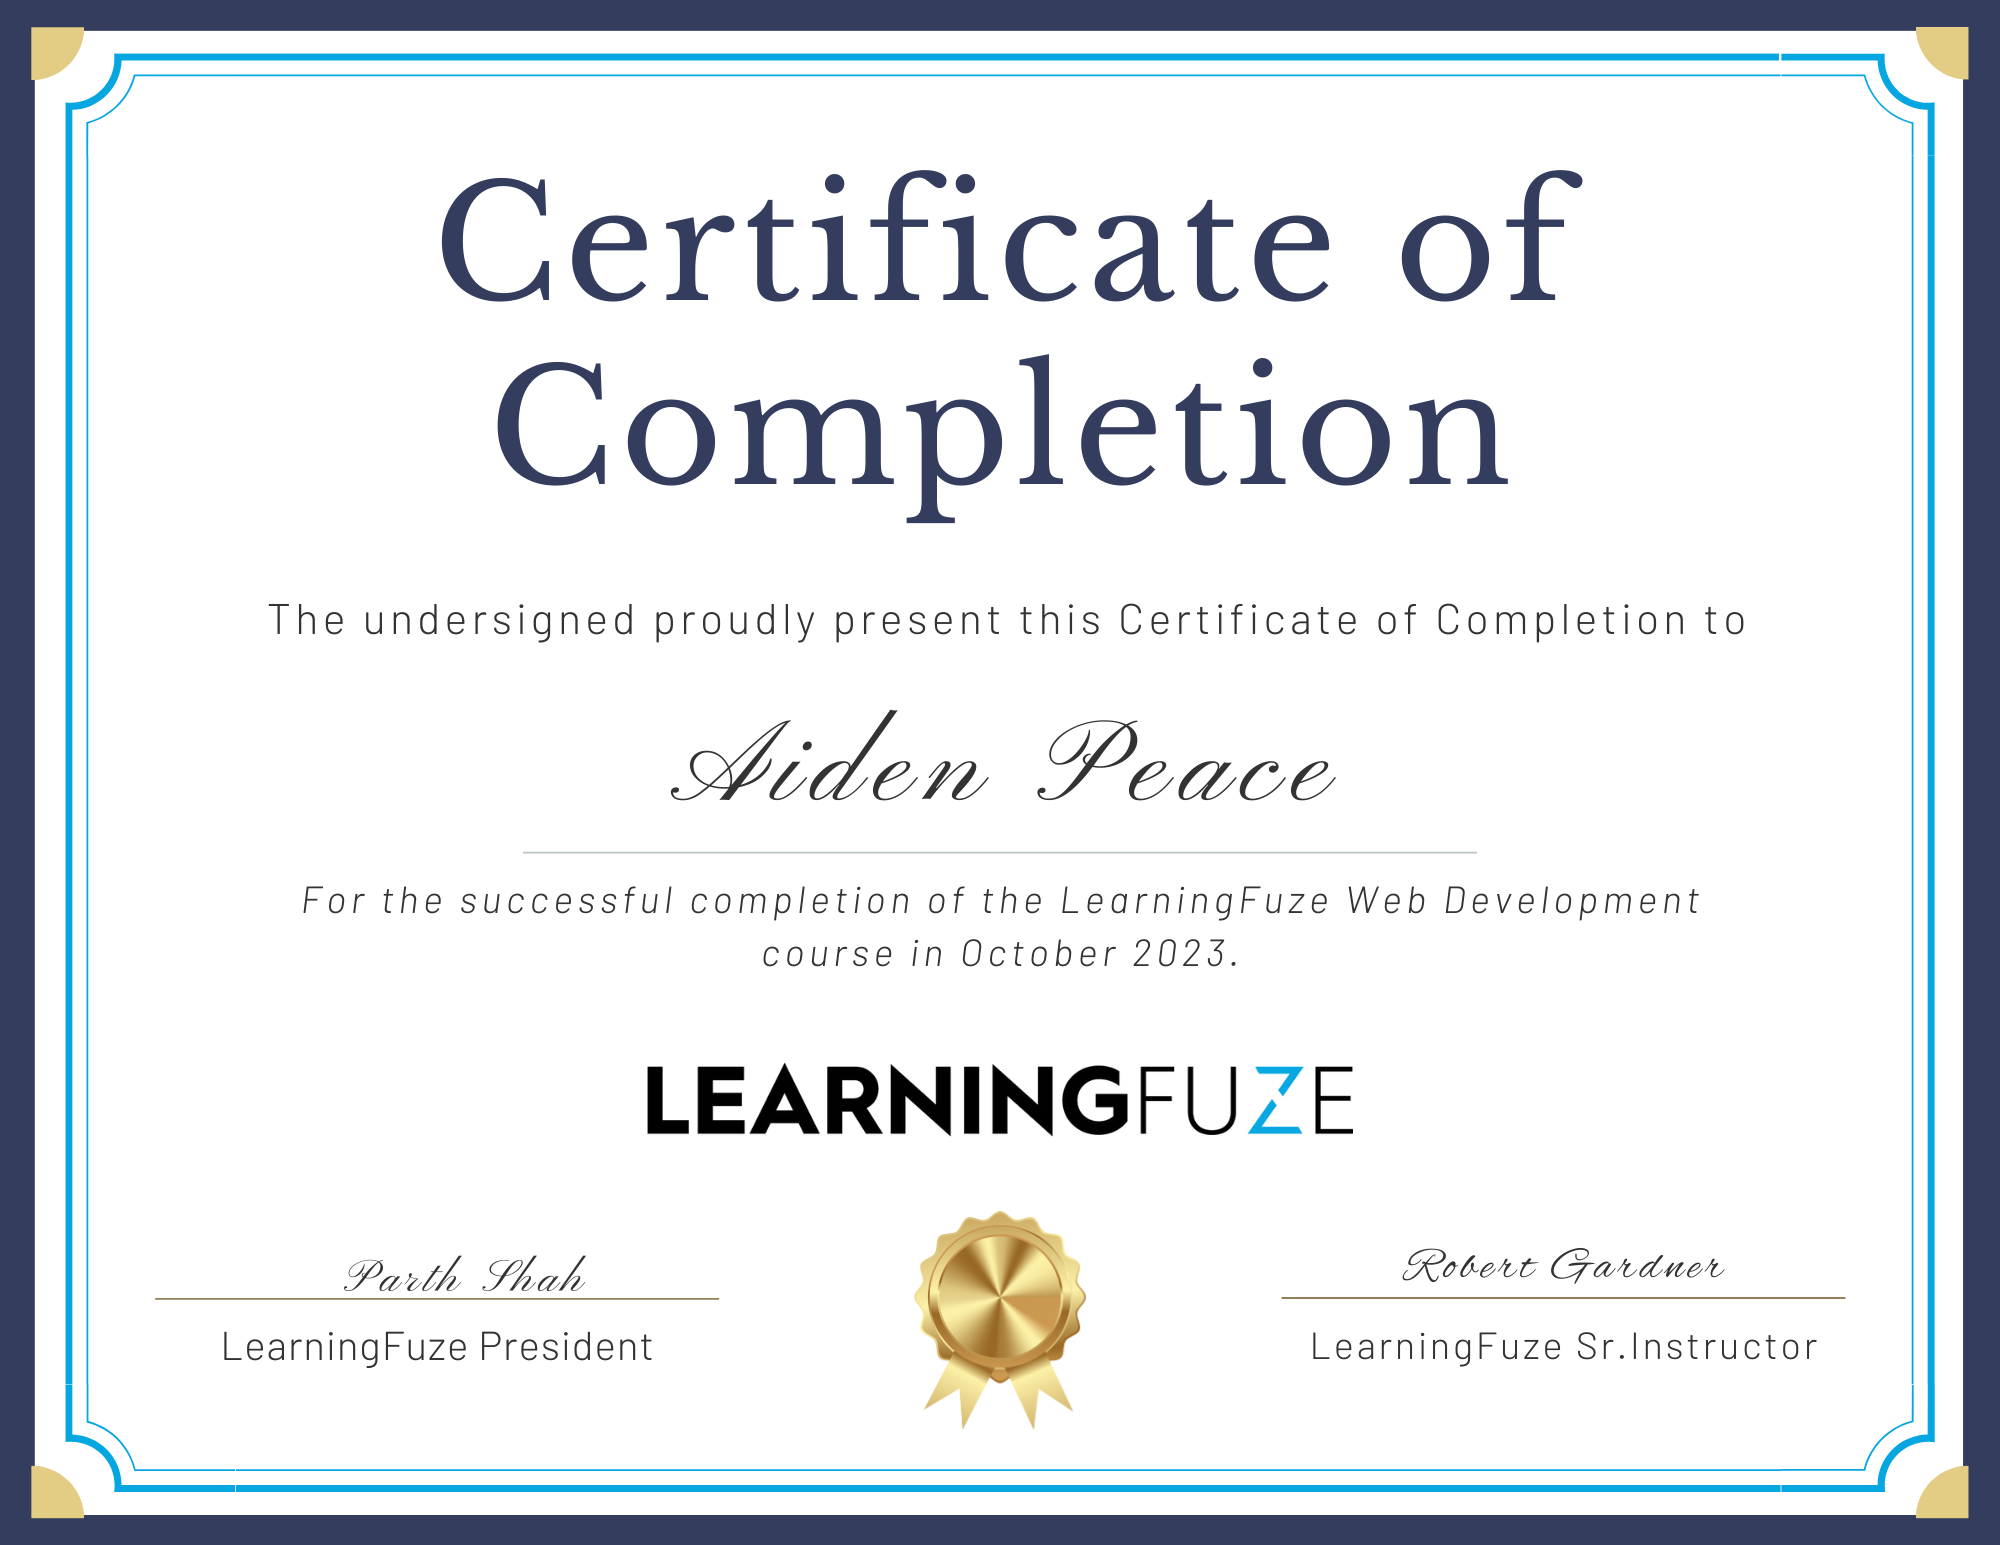 Certificate of
Completion
The undersigned proudly present this Certificate of Completion to
Aiden Peace
For the successful completion of the LearningFuze Web Development
course in October 2023.
LEARNINGFUZE
Parth Shah
LearningFuze President
Robert Gardner
LearningFuze Sr.Instructor